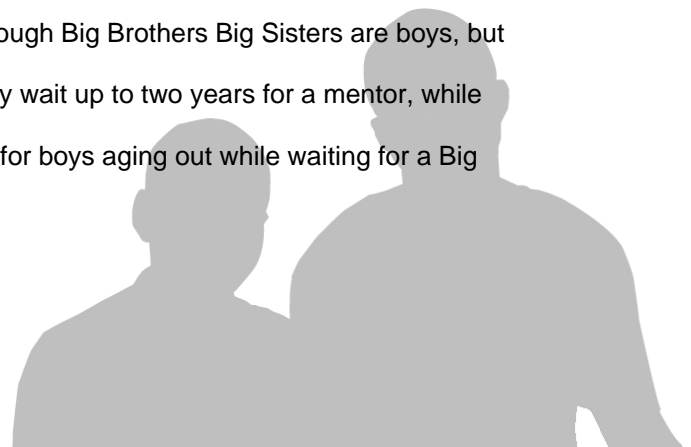 ough Big Brothers Big Sisters are boys, but
y wait up to two years for a mentor, while
for boys aging out while waiting for a Big